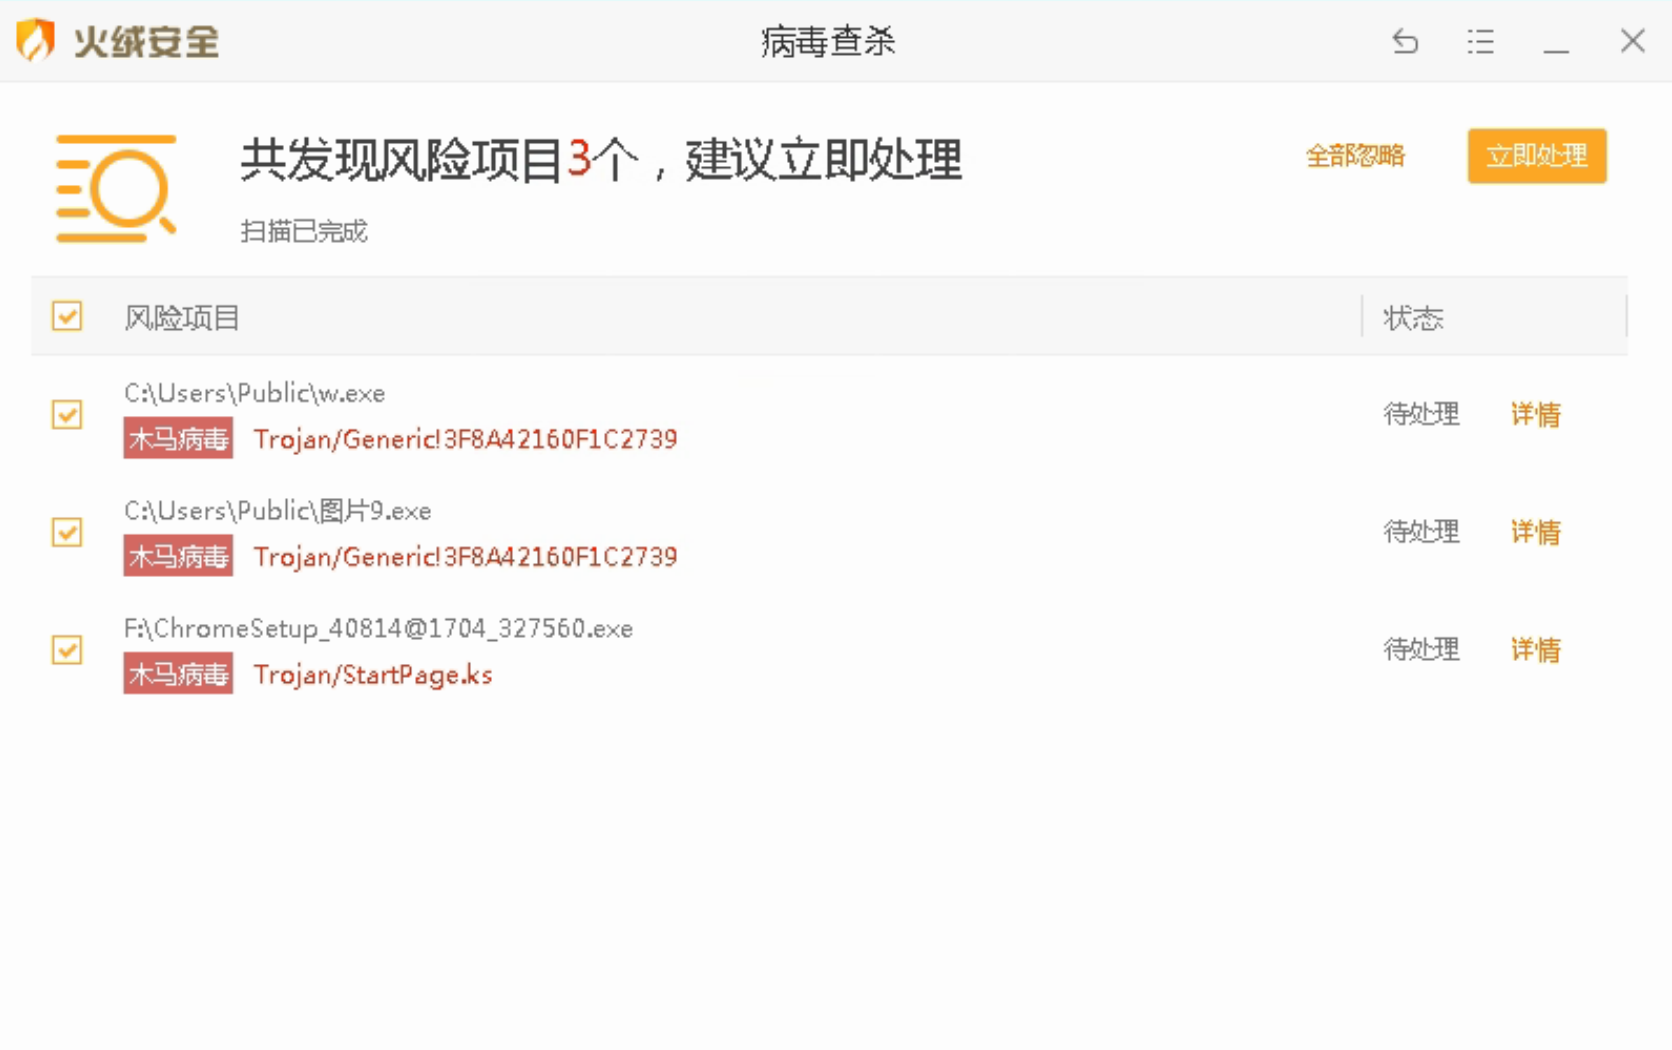 火绒安全
病毒查杀
共发现风险项目3个，建议立即处理
全部忽略
立即处理
扫描已完成
风险项目
状态
C:\Users\Public\w.exe
木马病毒 Trojan/Generic!3F8A42160F1C2739
待处理 详情
C:\Users\Public\图片9.exe
木马病毒 Trojan/Generic!3F8A42160F1C2739
待处理 详情
F:\ChromeSetup_40814@1704_327560.exe
木马病毒 Trojan/StartPage.ks
待处理 详情